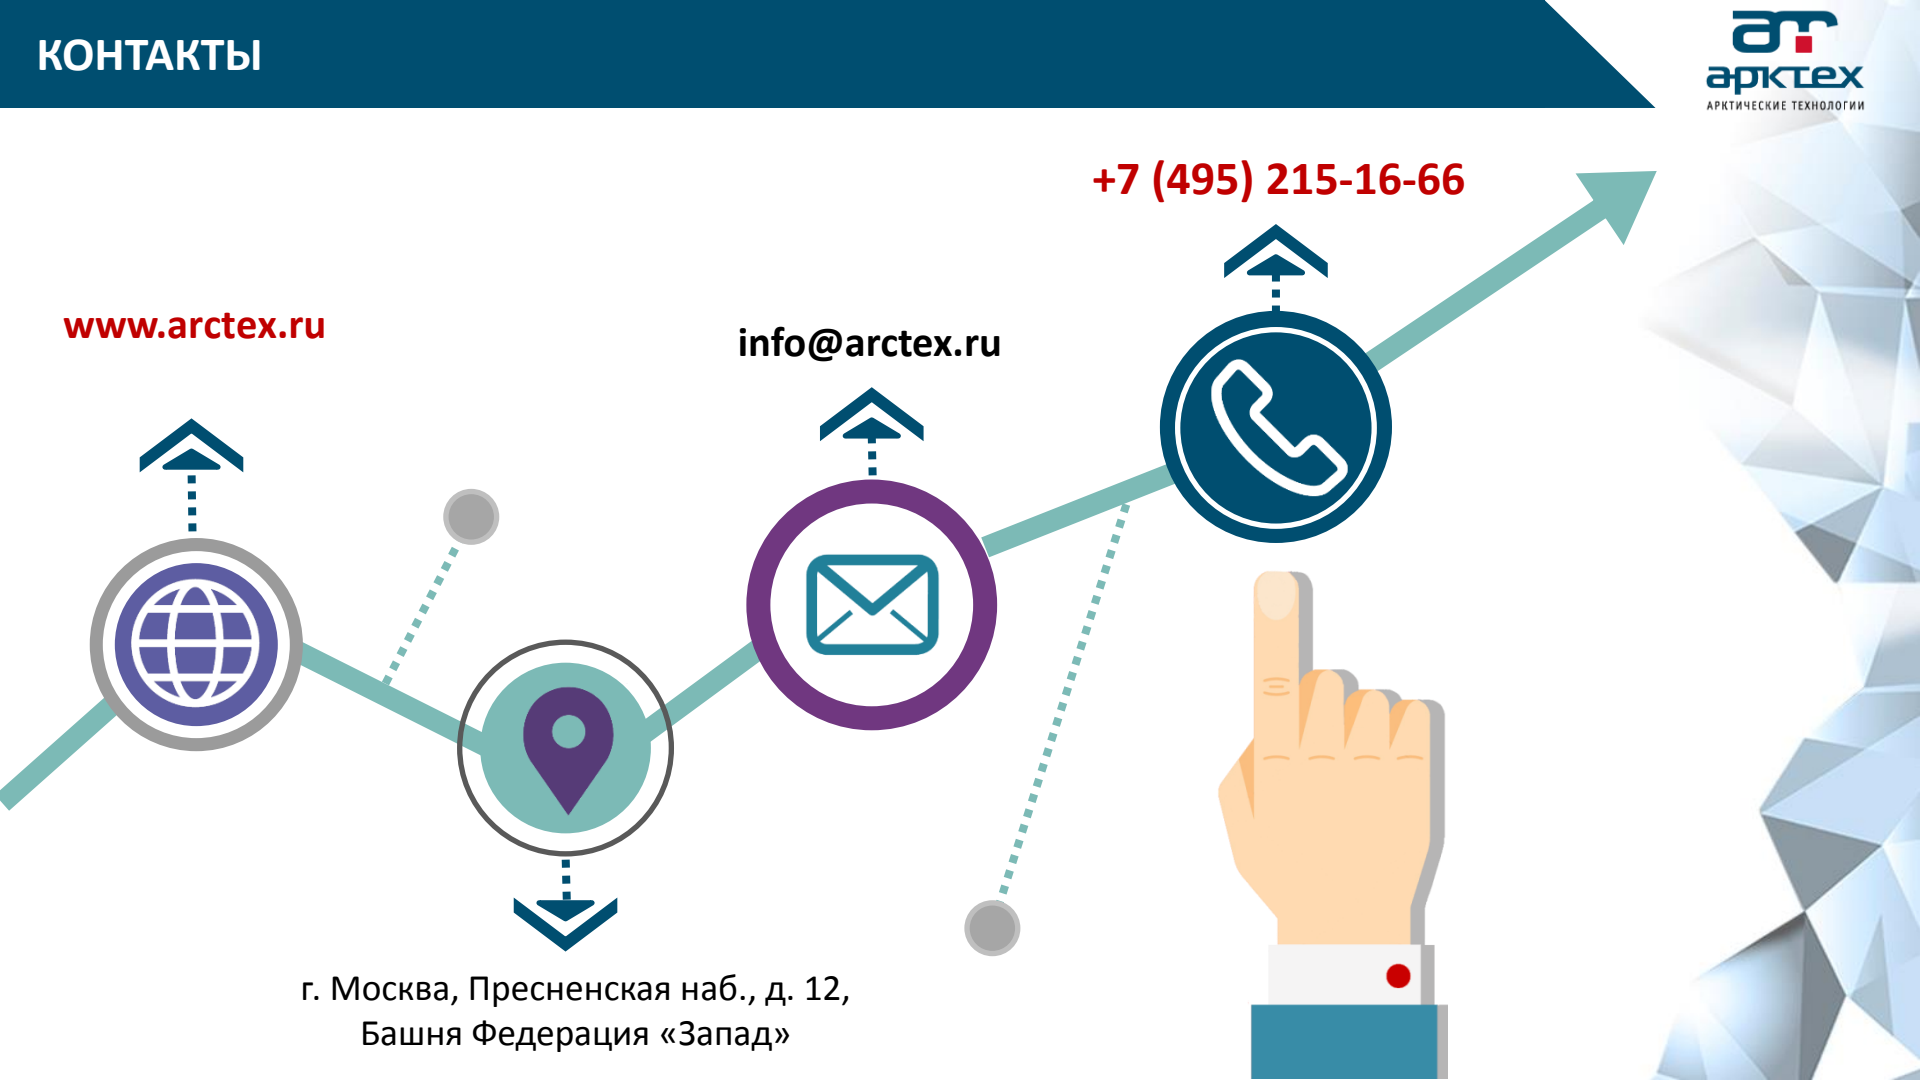 КОНТАКТЫ
ат
арктех
АРКТИЧЕСКИЕ ТЕХНОЛОГИИ
+7 (495) 215-16-66
www.arctex.ru
info@arctex.ru
г. Москва, Пресненская наб., д. 12,
Башня Федерация «Запад»